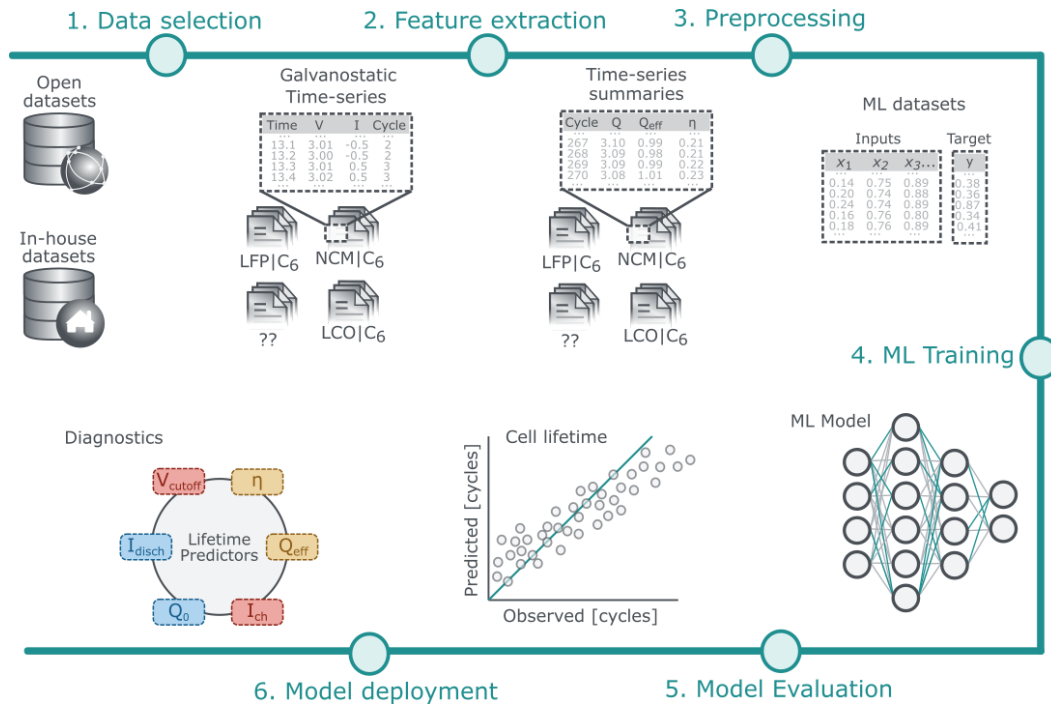 1. Data selection
2. Feature extraction
3. Preprocessing
Open
datasets
In-house
datasets
Galvanostatic
Time-series
Time V I Cycle
... ... ... ...
13.1 3.01 -0.5 2
13.2 3.00 -0.5 2
13.3 3.01 0.5 3
13.4 3.02 0.5 3
... ... ... ...
LFP|C6
NCM|C6
??
LCO|C6
Time-series
summaries
Cycle Q Qeff η
... ... ... ...
267 3.10 0.99 0.21
268 3.09 0.98 0.21
269 3.09 0.99 0.22
270 3.08 1.01 0.23
... ... ... ...
LFP|C6
NCM|C6
??
LCO|C6
ML datasets
Inputs Target
x1 x2 x3... y
... ... ... ...
0.14 0.75 0.89 0.38
0.20 0.74 0.88 0.36
0.24 0.74 0.89 0.87
0.16 0.76 0.80 0.34
0.18 0.76 0.89 0.41
... ... ... ...
4. ML Training
ML Model
Cell lifetime
Predicted [cycles]
Observed [cycles]
Diagnostics
Vcutoff
η
Idisch
Lifetime
Predictors
Qeff
Q0
Ich
6. Model deployment
5. Model Evaluation